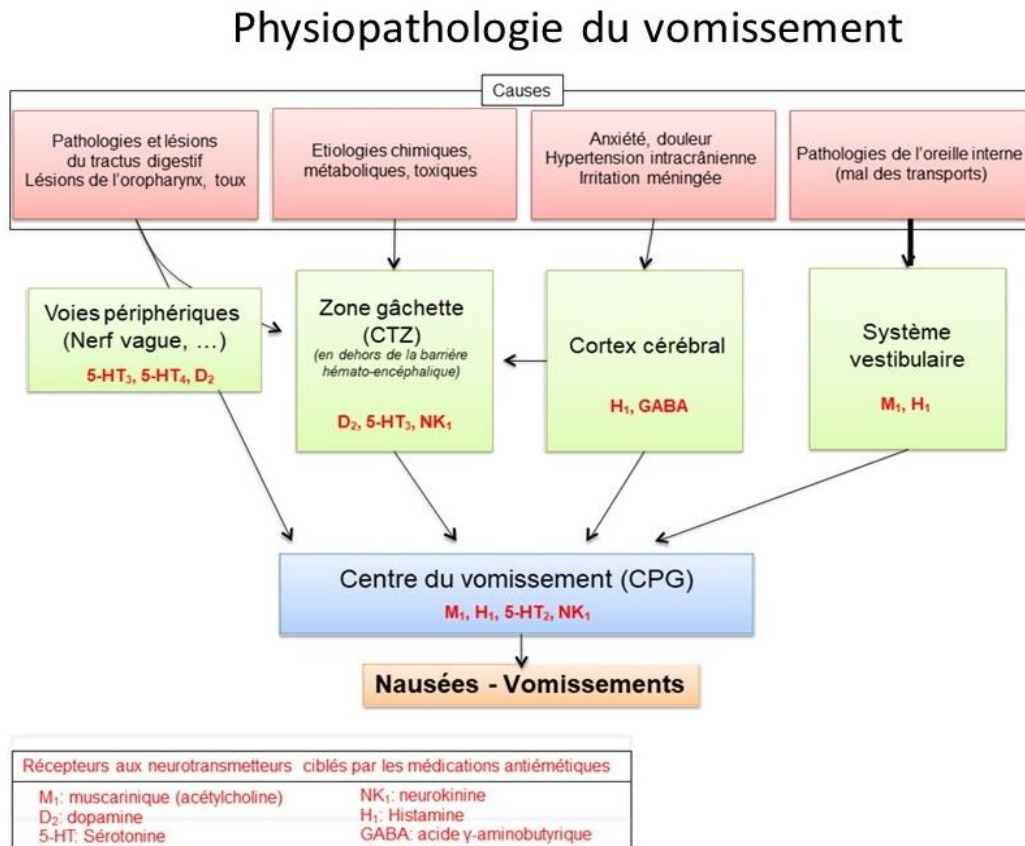 Physiopathologie du vomissement
Causes
Pathologies et lésions
du tractus digestif
Lésions de l'oropharynx, toux
Etiologies chimiques,
métaboliques, toxiques
Anxiété, douleur
Hypertension intracrânienne
Irritation méningée
Pathologies de l'oreille interne
(mal des transports)
Voies périphériques
(Nerf vague, ...)
5-HT₃, 5-HT₄, D₂
Zone gâchette
(CTZ)
(en dehors de la barrière
hémato-encéphalique)
D₂, 5-HT₃, NK₁
Cortex cérébral
H₁, GABA
Système
vestibulaire
M₁, H₁
Centre du vomissement (CPG)
M₁, H₁, 5-HT₂, NK₁
Nausées - Vomissements
Récepteurs aux neurotransmetteurs ciblés par les médications antiémétiques
M₁: muscarinique (acétylcholine)
D₂: dopamine
5-HT: Sérotonine
NK₁: neurokinine
H₁: Histamine
GABA: acide γ-aminobutyrique